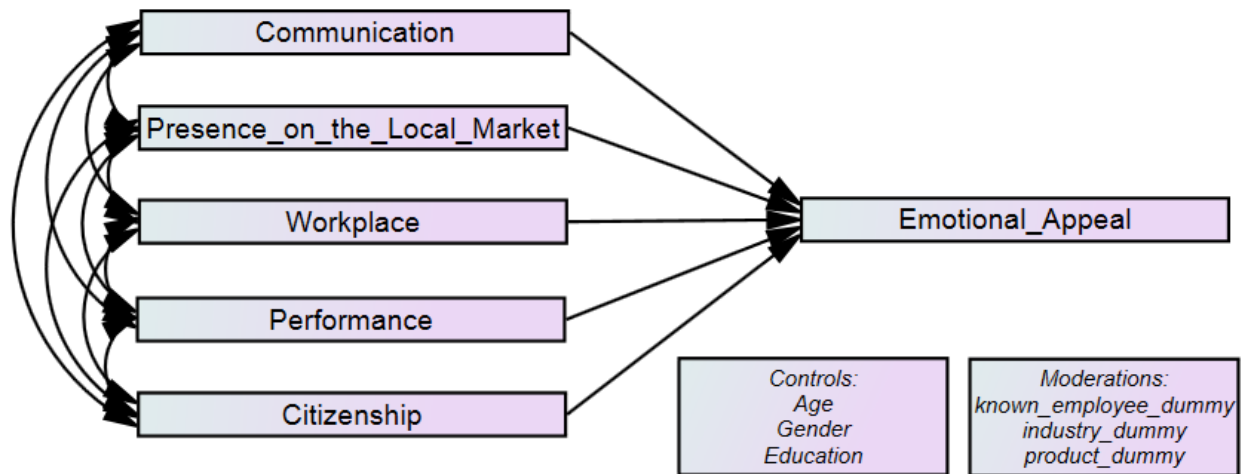 Communication
Presence_on_the_Local_Market
Workplace
Emotional_Appeal
Performance
Citizenship
Controls:
Age
Gender
Education
Moderations:
known_employee_dummy
industry_dummy
product_dummy